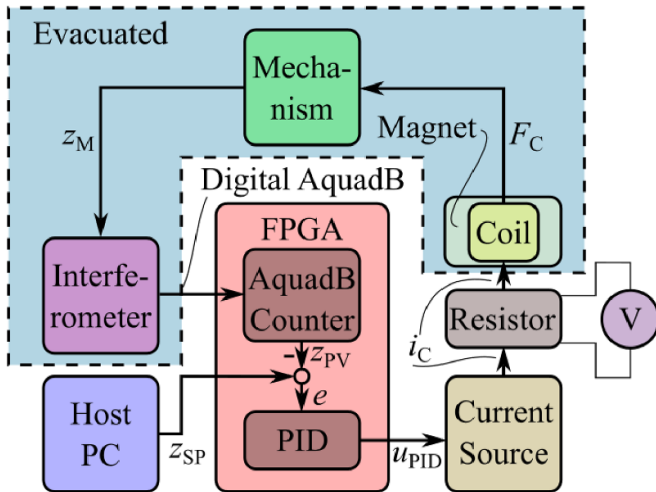 Evacuated
Mecha-
nism
Magnet
F_C
z_M
Digital AquadB
FPGA
Coil
Interfe-
rometer
AquadB
Counter
Resistor
V
i_C
- z_PV
e
Host
PC
z_SP
PID
u_PID
Current
Source